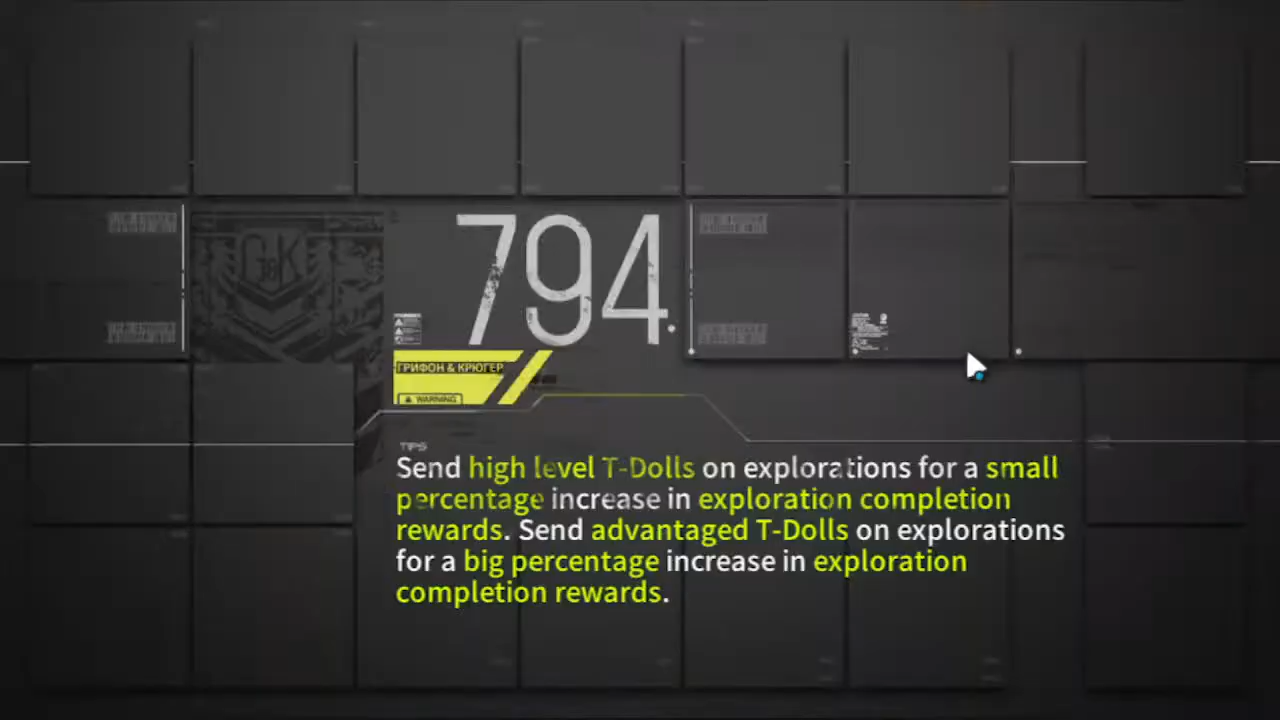 G&K
794.
ГРИФОН & КРЮГЕР
WARNING
TIPS
Send high level T-Dolls on explorations for a small
percentage increase in exploration completion
rewards. Send advantaged T-Dolls on explorations
for a big percentage increase in exploration
completion rewards.